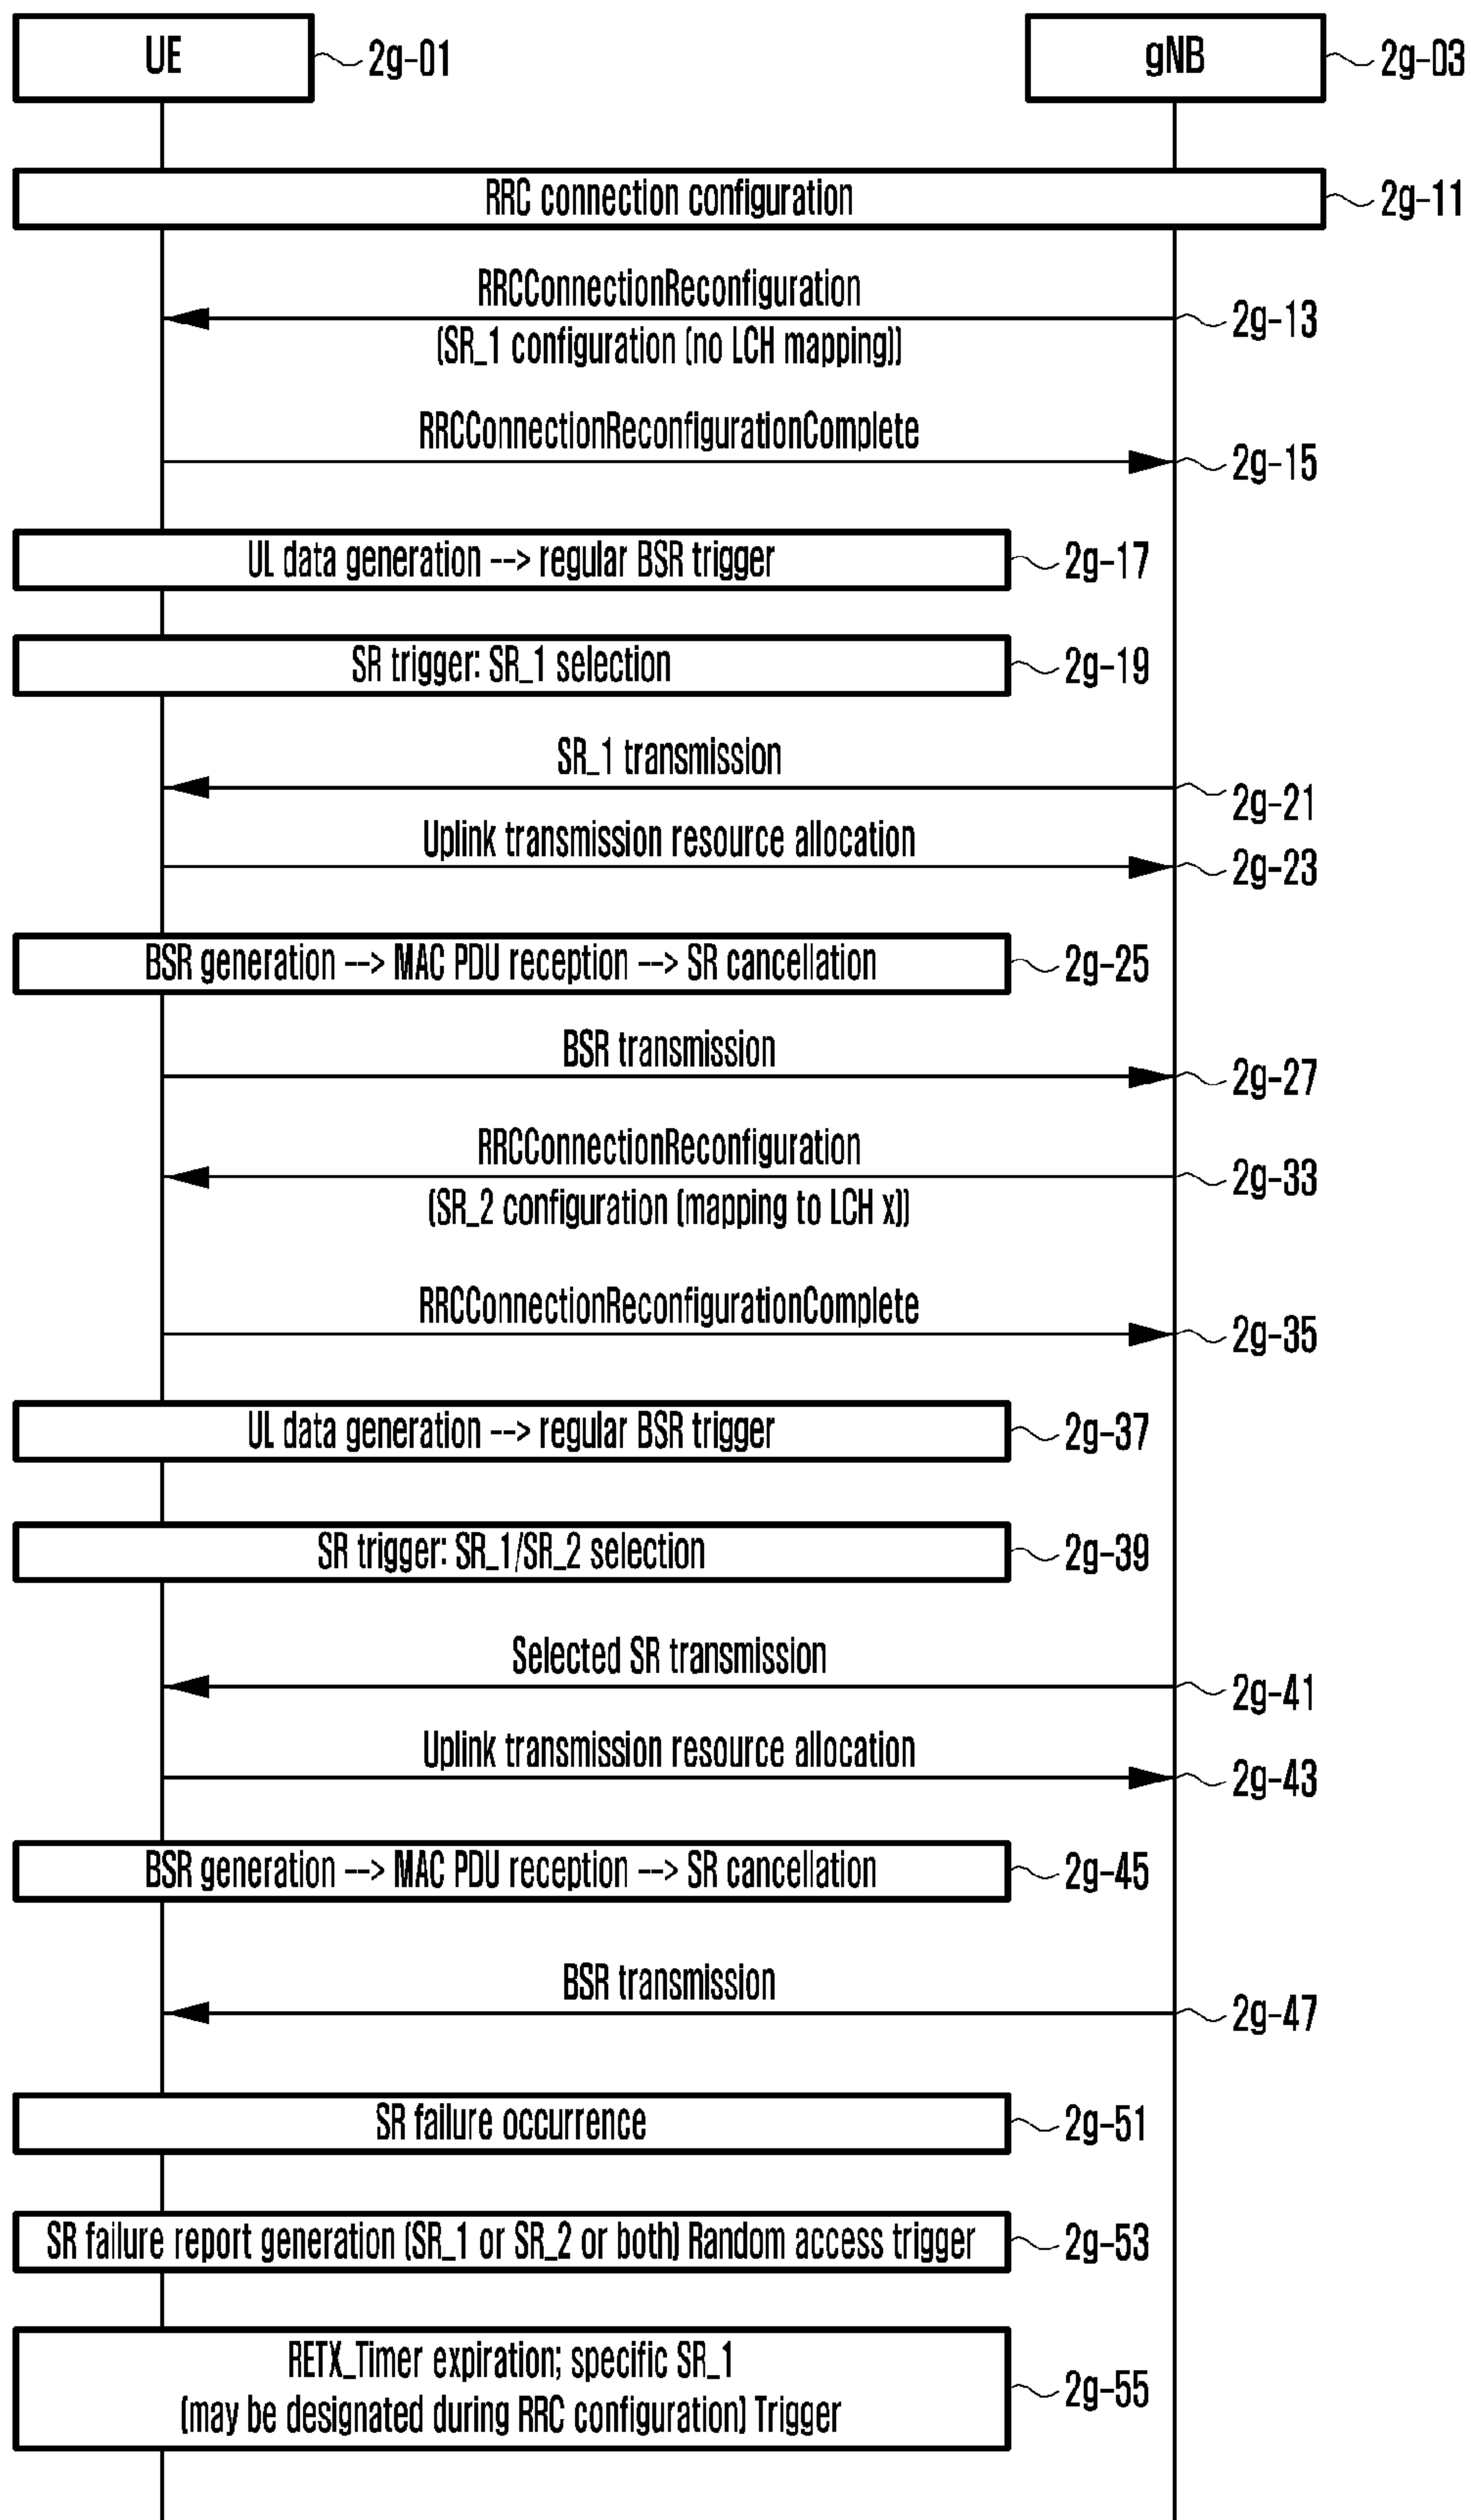 UE
2g-01
gNB
2g-03
RRC connection configuration
2g-11
RRCConnectionReconfiguration
2g-13
(SR_1 configuration (no LCH mapping))
RRCConnectionReconfigurationComplete
2g-15
UL data generation --> regular BSR trigger
2g-17
SR trigger: SR_1 selection
2g-19
SR_1 transmission
2g-21
Uplink transmission resource allocation
2g-23
BSR generation --> MAC PDU reception --> SR cancellation
2g-25
BSR transmission
2g-27
RRCConnectionReconfiguration
2g-33
(SR_2 configuration (mapping to LCH x))
RRCConnectionReconfigurationComplete
2g-35
UL data generation --> regular BSR trigger
2g-37
SR trigger: SR_1/SR_2 selection
2g-39
Selected SR transmission
2g-41
Uplink transmission resource allocation
2g-43
BSR generation --> MAC PDU reception --> SR cancellation
2g-45
BSR transmission
2g-47
SR failure occurrence
2g-51
SR failure report generation (SR_1 or SR_2 or both) Random access trigger
2g-53
RETX_Timer expiration; specific SR_1
(may be designated during RRC configuration) Trigger
2g-55